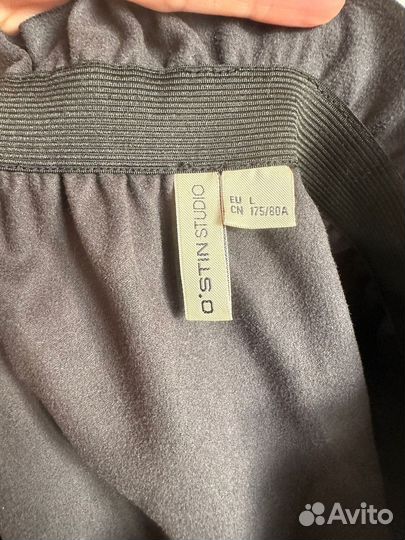 O'STIN STUDIO
EU L
CN 175/80A
Avito